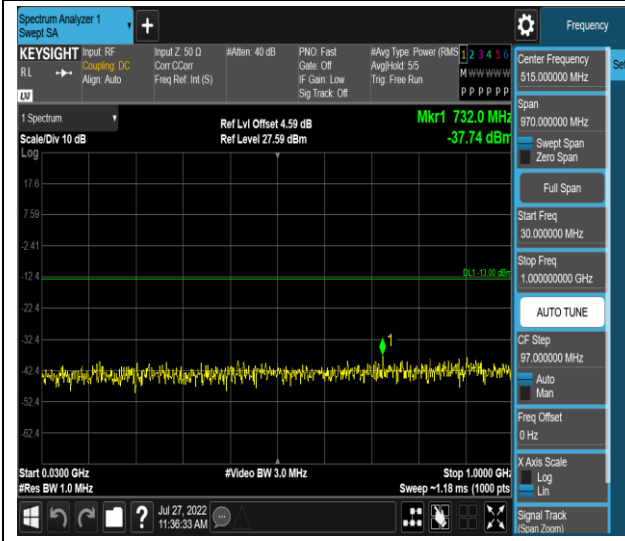 Spectrum Analyzer 1
Swept SA
Frequency
KEYSIGHT
RL
LXI
Input: RF
Coupling: DC
Align: Auto
Input Z: 50 Ω
Corr CCorr
Freq Ref: Int (S)
#Atten: 40 dB
PNO: Fast
Gate: Off
IF Gain: Low
Sig Track: Off
#Avg Type: Power (RMS
Avg|Hold: 5/5
Trig: Free Run
1 2 3 4 5 6
M W W W W W
P P P P P P
Center Frequency
515.000000 MHz
Set
Span
970.000000 MHz
Swept Span
Zero Span
Full Span
Start Freq
30.000000 MHz
Stop Freq
1.000000000 GHz
AUTO TUNE
CF Step
97.000000 MHz
Auto
Man
Freq Offset
0 Hz
X Axis Scale
Log
Lin
Signal Track
(Span Zoom)
1 Spectrum
Scale/Div 10 dB
Log
Ref Lvl Offset 4.59 dB
Ref Level 27.59 dBm
Mkr1 732.0 MHz
-37.74 dBm
17.6
7.59
-2.41
-12.4
-22.4
-32.4
-42.4
-52.4
-62.4
DL1 -13.00 dBm
1
Start 0.0300 GHz
#Res BW 1.0 MHz
#Video BW 3.0 MHz
Stop 1.0000 GHz
Sweep ~1.18 ms (1000 pts
?
Jul 27, 2022
11:36:33 AM